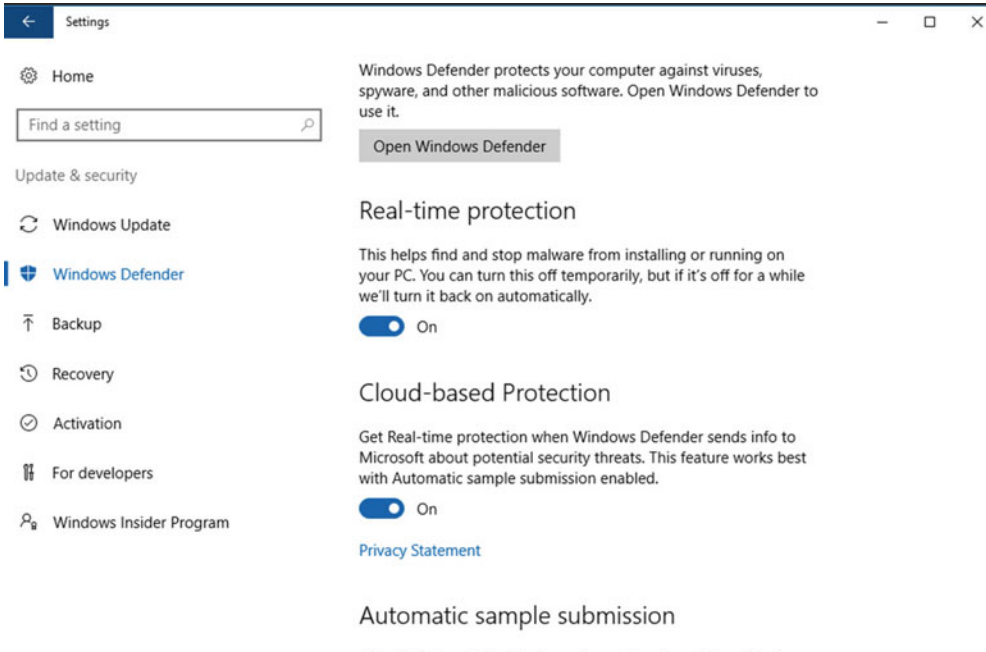 Settings
Home
Find a setting
Update & security
Windows Update
Windows Defender
Backup
Recovery
Activation
For developers
Windows Insider Program
Windows Defender protects your computer against viruses,
spyware, and other malicious software. Open Windows Defender to
use it.
Open Windows Defender
Real-time protection
This helps find and stop malware from installing or running on
your PC. You can turn this off temporarily, but if it's off for a while
we'll turn it back on automatically.
On
Cloud-based Protection
Get Real-time protection when Windows Defender sends info to
Microsoft about potential security threats. This feature works best
with Automatic sample submission enabled.
On
Privacy Statement
Automatic sample submission